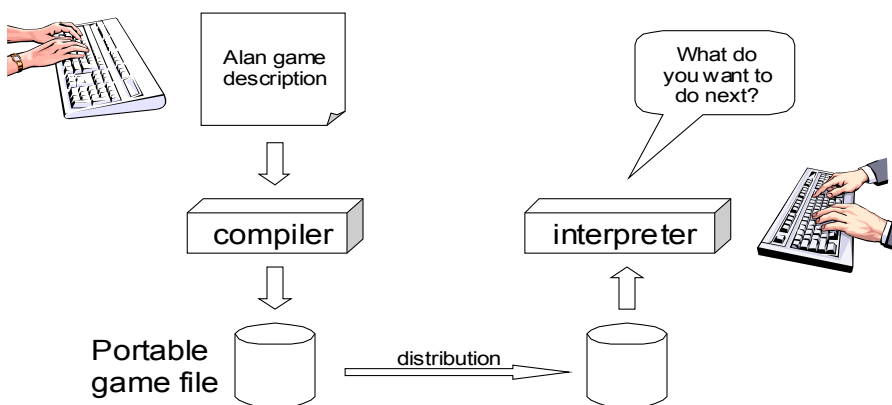 Alan game
description
What do
you want to
do next?
compiler
interpreter
Portable
game file
distribution